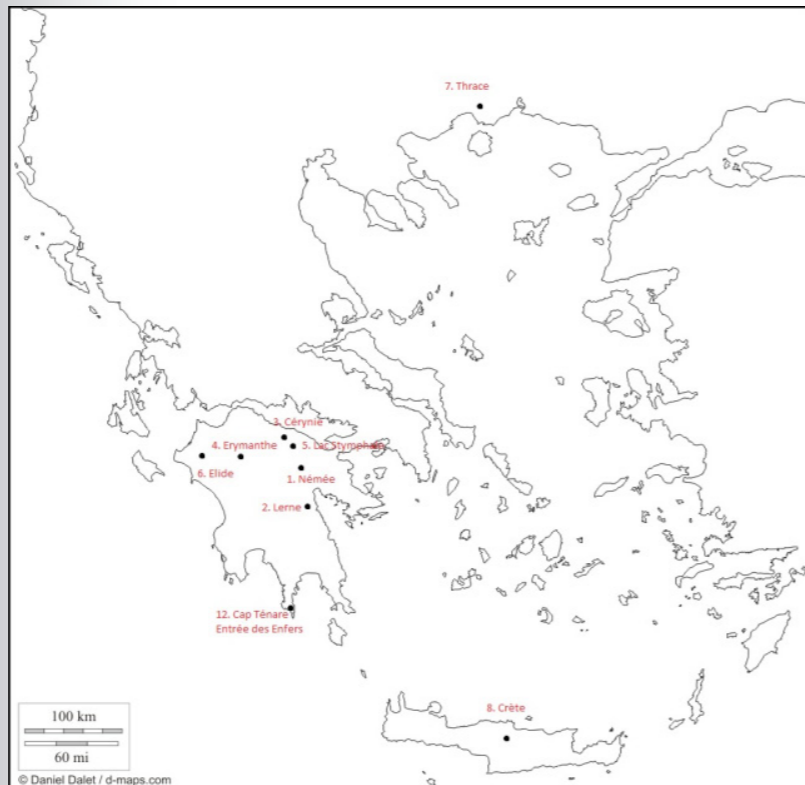 7. Thrace
3. Cérynie
4. Erymanthe
5. Lac Stymphale
6. Elide
1. Némée
2. Lerne
12. Cap Ténare
Entrée des Enfers
8. Crète
100 km
60 mi
© Daniel Dalet / d-maps.com